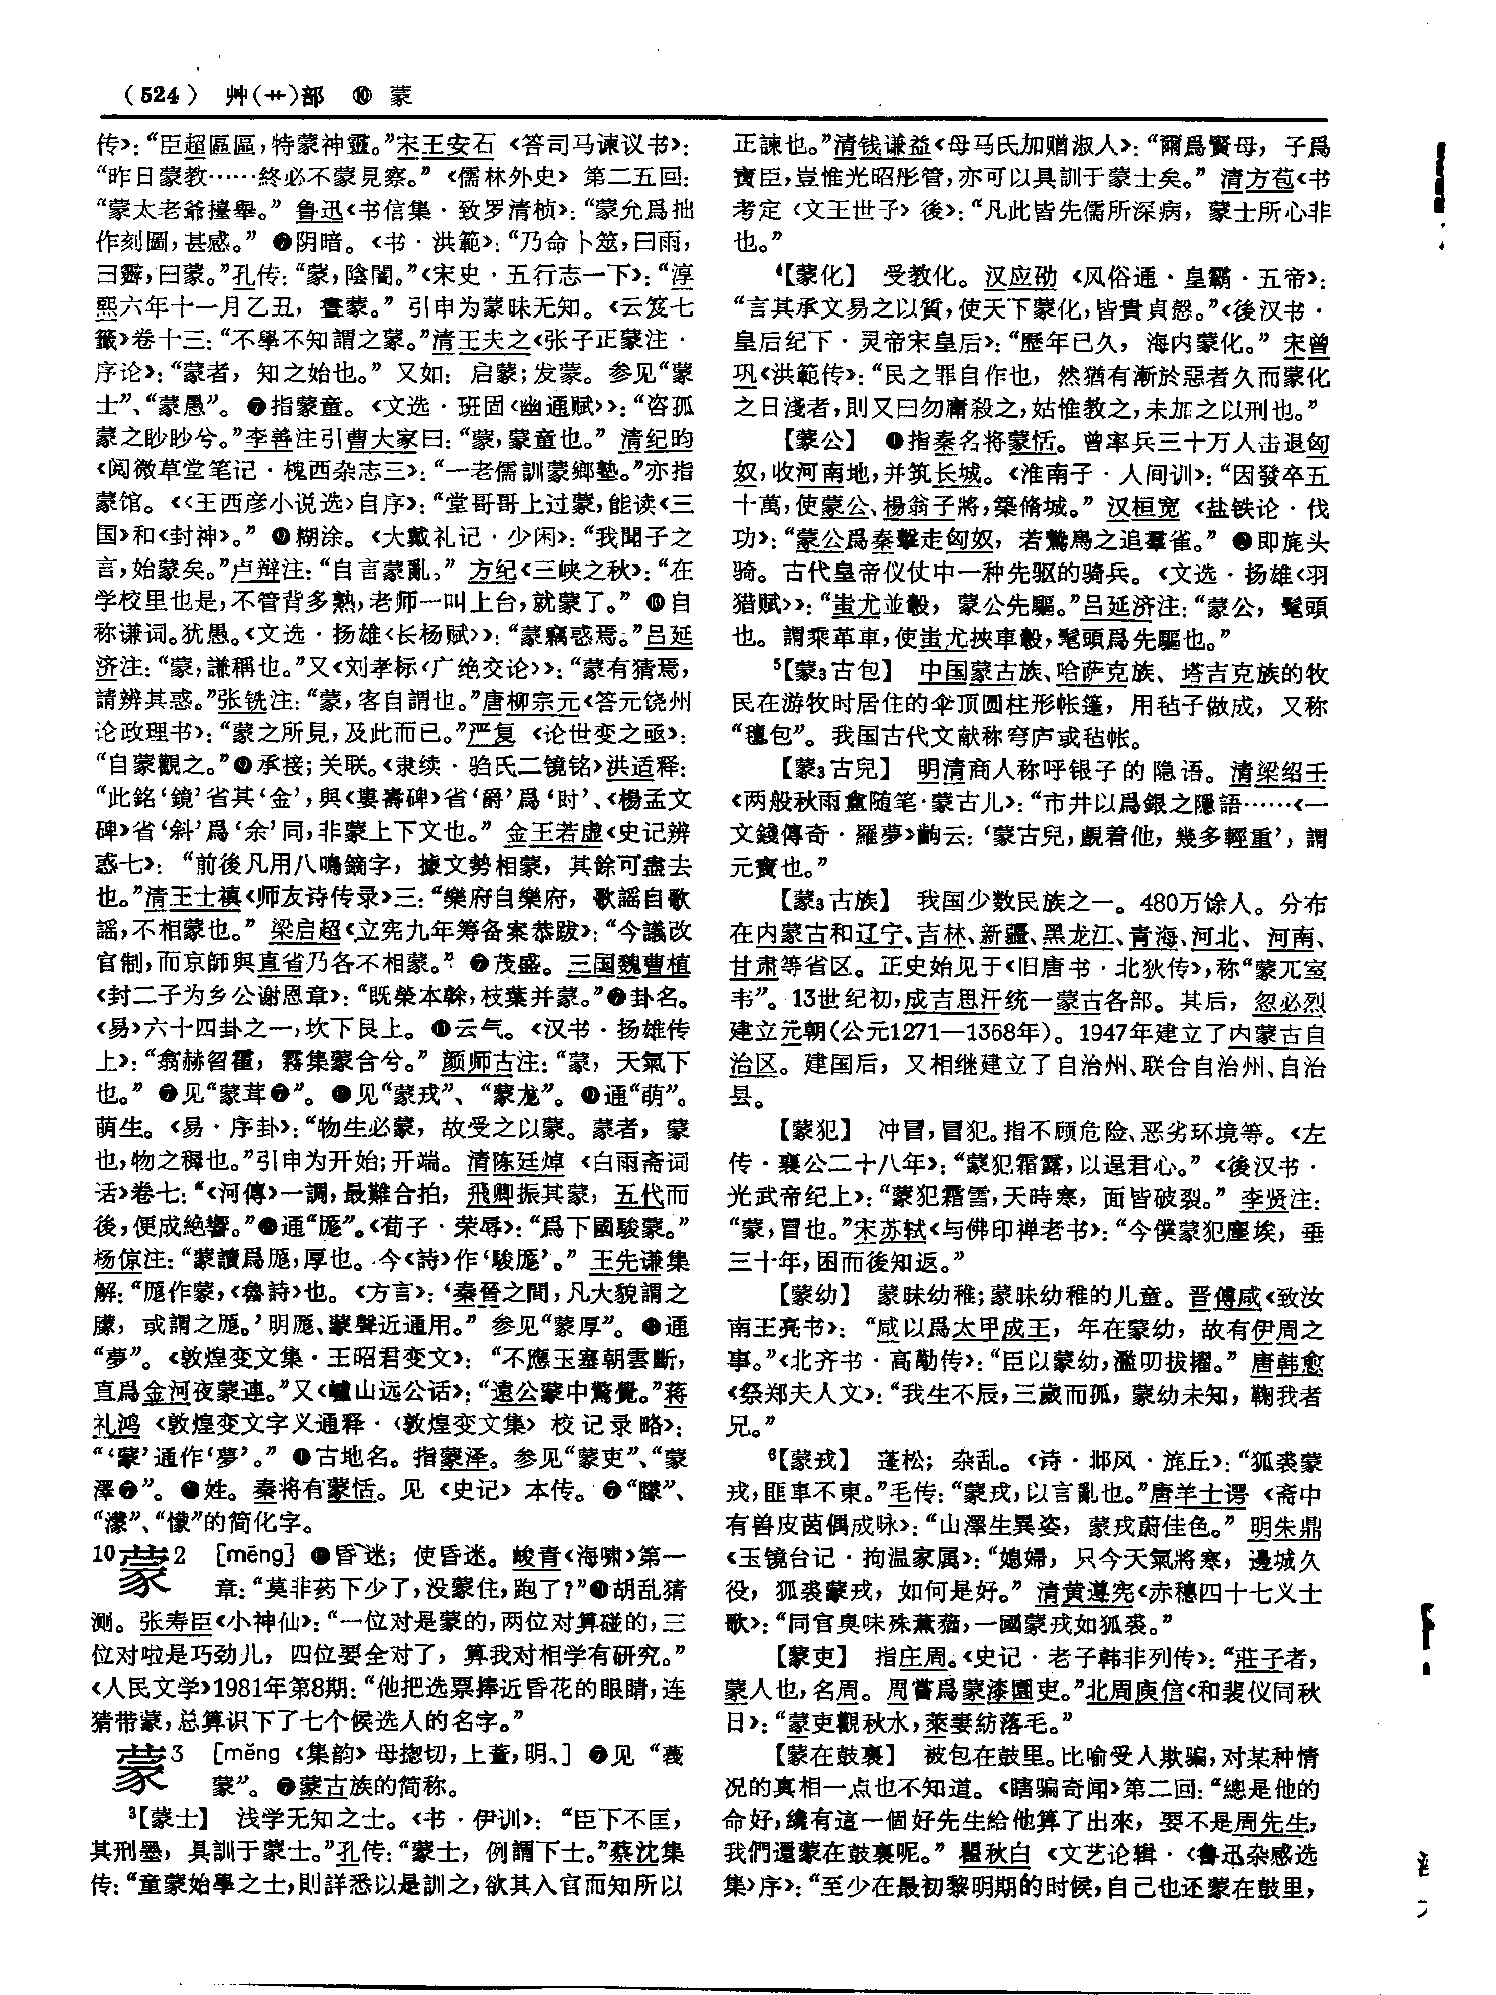 （524） 艸(艹)部 ⑩ 蒙
传》：“臣超區區，特蒙神靈。”宋王安石《答司马谏议书》：
“昨日蒙教……終必不蒙見察。”《儒林外史》第二五回：
“蒙太老爺擡舉。”鲁迅《书信集·致罗清桢》：“蒙允爲拙
作刻圖，甚感。”❼阴暗。《书·洪範》：“乃命卜筮，曰雨，
曰霽，曰蒙。”孔传：“蒙，陰闇。”《宋史·五行志一下》：“淳
熙六年十一月乙丑，晝蒙。”引申为蒙昧无知。《云笈七
籤》卷十三：“不學不知謂之蒙。”清王夫之《张子正蒙注·
序论》：“蒙者，知之始也。”又如：启蒙；发蒙。参见“蒙
士”、“蒙愚”。❼指蒙童。《文选·班固〈幽通赋〉》：“咨孤
蒙之眇眇兮。”李善注引曹大家曰：“蒙，蒙童也。”清纪昀
《阅微草堂笔记·槐西杂志三》：“一老儒訓蒙鄉塾。”亦指
蒙馆。《〈王西彦小说选〉自序》：“堂哥哥上过蒙，能读《三
国》和《封神》。”糊涂。《大戴礼记·少闲》：“我聞子之
言，始蒙矣。”卢辩注：“自言蒙亂。”方纪《三峡之秋》：“在
学校里也是，不管背多熟，老师一叫上台，就蒙了。”❿自
称谦词。犹愚。《文选·扬雄〈长杨赋〉》：“蒙竊惑焉。”吕延
济注：“蒙，謙稱也。”又《刘孝标〈广绝交论〉》：“蒙有猜焉，
請辨其惑。”张铣注：“蒙，客自謂也。”唐柳宗元《答元饶州
论政理书》：“蒙之所見，及此而已。”严复《论世变之亟》：
“自蒙觀之。”承接；关联。《隶续·驺氏二镜铭》洪适释：
“此銘‘鏡’省其‘金’，與《婁壽碑》省‘爵’爲‘时’、《楊孟文
碑》省‘斜’爲‘余’同，非蒙上下文也。”金王若虚《史记辨
惑七》：“前後凡用八鳴鏑字，據文勢相蒙，其餘可盡去
也。”清王士禛《师友诗传录》三：“樂府自樂府，歌謡自歌
謡，不相蒙也。”梁启超《立宪九年筹备案恭跋》：“今議改
官制，而京師與直省乃各不相蒙。”茂盛。三国魏曹植
《封二子为乡公谢恩章》：“既榮本幹，枝葉并蒙。”卦名。
《易》六十四卦之一，坎下艮上。云气。《汉书·扬雄传
上》：“翕赫曶霍，霧集蒙合兮。”颜师古注：“蒙，天氣下
也。”见“蒙茸”。见“蒙戎”、“蒙龙”。通“萌”。
萌生。《易·序卦》：“物生必蒙，故受之以蒙。蒙者，蒙
也，物之穉也。”引申为开始；开端。清陈廷焯《白雨斋词
话》卷七：“《河傳》一調，最難合拍，飛卿振其蒙，五代而
後，便成絶響。”通“厖”。《荀子·荣辱》：“爲下國駿蒙。”
杨倞注：“蒙讀爲厖，厚也。今《詩》作‘駿厖’。”王先谦集
解：“厖作蒙，《魯詩》也。《方言》：‘秦晉之間，凡大貌謂之
朦，或謂之厖。’明厖、蒙聲近通用。”参见“蒙厚”。通
“夢”。《敦煌变文集·王昭君变文》：“不應玉塞朝雲斷，
直爲金河夜蒙連。”又《廬山远公话》：“遠公蒙中驚覺。”蒋
礼鸿《敦煌变文字义通释·〈敦煌变文集〉校记录略》：
“‘蒙’通作‘夢’。”古地名。指蒙泽。参见“蒙吏”、“蒙
澤”。姓。秦将有蒙恬。见《史记》本传。“矇”、
“濛”、“懞”的简化字。
10蒙2 ［mēng］❶昏迷；使昏迷。峻青《海啸》第一
章：“莫非药下少了，没蒙住，跑了？”胡乱猜
测。张寿臣《小神仙》：“一位对是蒙的，两位对算碰的，三
位对啦是巧劲儿，四位要全对了，算我对相学有研究。”
《人民文学》1981年第8期：“他把选票捧近昏花的眼睛，连
猜带蒙，总算识下了七个候选人的名字。”
蒙3 ［měng《集韵》母揔切，上董，明。］见“蓩
蒙”。蒙古族的简称。
³【蒙士】 浅学无知之士。《书·伊训》：“臣下不匡，
其刑墨，具訓于蒙士。”孔传：“蒙士，例謂下士。”蔡沈集
传：“童蒙始學之士，則詳悉以是訓之，欲其入官而知所以
正諫也。”清钱谦益《母马氏加赠淑人》：“爾爲賢母，子爲
寶臣，豈惟光昭彤管，亦可以具訓于蒙士矣。”清方苞《书
考定〈文王世子〉後》：“凡此皆先儒所深病，蒙士所心非
也。”
⁴【蒙化】 受教化。汉应劭《风俗通·皇霸·五帝》：
“言其承文易之以質，使天下蒙化，皆貴貞愨。”《後汉书·
皇后纪下·灵帝宋皇后》：“歷年已久，海内蒙化。”宋曾
巩《洪範传》：“民之罪自作也，然猶有漸於惡者久而蒙化
之日淺者，則又曰勿庸殺之，姑惟教之，未加之以刑也。”
【蒙公】 ❶指秦名将蒙恬。曾率兵三十万人击退匈
奴，收河南地，并筑长城。《淮南子·人间训》：“因發卒五
十萬，使蒙公、楊翁子將，築脩城。”汉桓宽《盐铁论·伐
功》：“蒙公爲秦擊走匈奴，若鷙鳥之追羣雀。”❷即旄头
骑。古代皇帝仪仗中一种先驱的骑兵。《文选·扬雄〈羽
猎赋〉》：“蚩尤並轂，蒙公先驅。”吕延济注：“蒙公，髦頭
也。謂乘革車，使蚩尤挾車轂，髦頭爲先驅也。”
⁵【蒙₃古包】 中国蒙古族、哈萨克族、塔吉克族的牧
民在游牧时居住的伞顶圆柱形帐篷，用毡子做成，又称
“氊包”。我国古代文献称穹庐或毡帐。
【蒙₃古兒】 明清商人称呼银子的隐语。清梁绍壬
《两般秋雨盦随笔·蒙古儿》：“市井以爲銀之隱語……《一
文錢傳奇·羅夢》齣云：‘蒙古兒，覷着他，幾多輕重’，謂
元寶也。”
【蒙₃古族】 我国少数民族之一。480万馀人。分布
在内蒙古和辽宁、吉林、新疆、黑龙江、青海、河北、河南、
甘肃等省区。正史始见于《旧唐书·北狄传》，称“蒙兀室
韦”。13世纪初，成吉思汗统一蒙古各部。其后，忽必烈
建立元朝（公元1271—1368年）。1947年建立了内蒙古自
治区。建国后，又相继建立了自治州、联合自治州、自治
县。
【蒙犯】 冲冒，冒犯。指不顾危险、恶劣环境等。《左
传·襄公二十八年》：“蒙犯霜露，以逞君心。”《後汉书·
光武帝纪上》：“蒙犯霜雪，天時寒，面皆破裂。”李贤注：
“蒙，冒也。”宋苏轼《与佛印禅老书》：“今僕蒙犯塵埃，垂
三十年，困而後知返。”
【蒙幼】 蒙昧幼稚；蒙昧幼稚的儿童。晋傅咸《致汝
南王亮书》：“咸以爲太甲成王，年在蒙幼，故有伊周之
事。”《北齐书·高勱传》：“臣以蒙幼，濫叨拔擢。”唐韩愈
《祭郑夫人文》：“我生不辰，三歲而孤，蒙幼未知，鞠我者
兄。”
⁶【蒙戎】 蓬松；杂乱。《诗·邶风·旄丘》：“狐裘蒙
戎，匪車不東。”毛传：“蒙戎，以言亂也。”唐羊士谔《斋中
有兽皮茵偶成咏》：“山澤生異姿，蒙戎蔚佳色。”明朱鼎
《玉镜台记·拘温家属》：“媳婦，只今天氣將寒，邊城久
役，狐裘蒙戎，如何是好。”清黄遵宪《赤穗四十七义士
歌》：“同官臭味殊薰蕕，一國蒙戎如狐裘。”
【蒙吏】 指庄周。《史记·老子韩非列传》：“莊子者，
蒙人也，名周。周嘗爲蒙漆園吏。”北周庾信《和裴仪同秋
日》：“蒙吏觀秋水，萊妻紡落毛。”
【蒙在鼓裏】 被包在鼓里。比喻受人欺骗，对某种情
况的真相一点也不知道。《瞎骗奇闻》第二回：“總是他的
命好，纔有這一個好先生給他算了出來，要不是周先生，
我們還蒙在鼓裏呢。”瞿秋白《文艺论辑·〈鲁迅杂感选
集〉序》：“至少在最初黎明期的时候，自己也还蒙在鼓里，